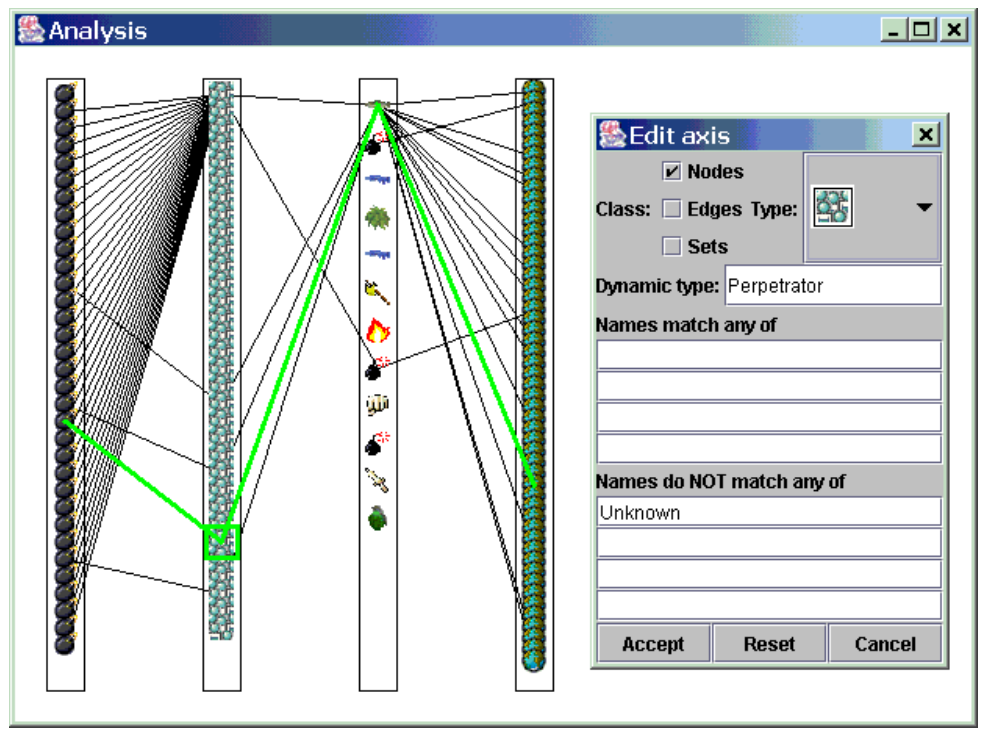 Analysis
Edit axis
Nodes
Class: Edges Type:
Sets
Dynamic type: Perpetrator
Names match any of
Names do NOT match any of
Unknown
Accept Reset Cancel